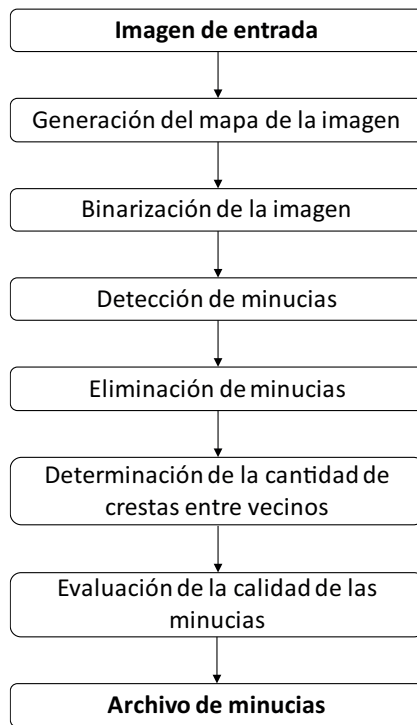 Imagen de entrada
Generación del mapa de la imagen
Binarización de la imagen
Detección de minucias
Eliminación de minucias
Determinación de la cantidad de
crestas entre vecinos
Evaluación de la calidad de las
minucias
Archivo de minucias